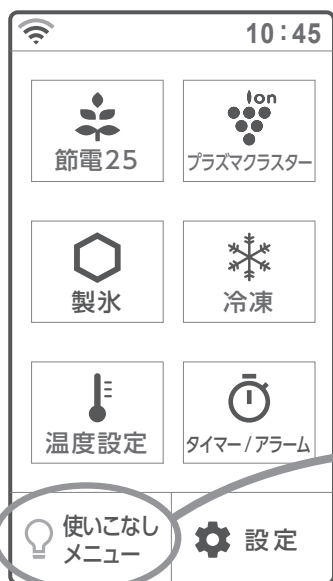 10:45
節電25
Ion
プラズマクラスター
製氷
冷凍
温度設定
タイマー/アラーム
使いこなし
メニュー
設定